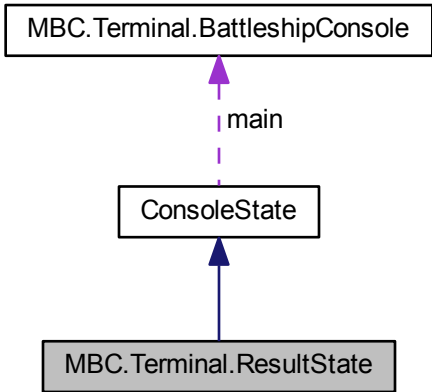 MBC.Terminal.BattleshipConsole
main
ConsoleState
MBC.Terminal.ResultState